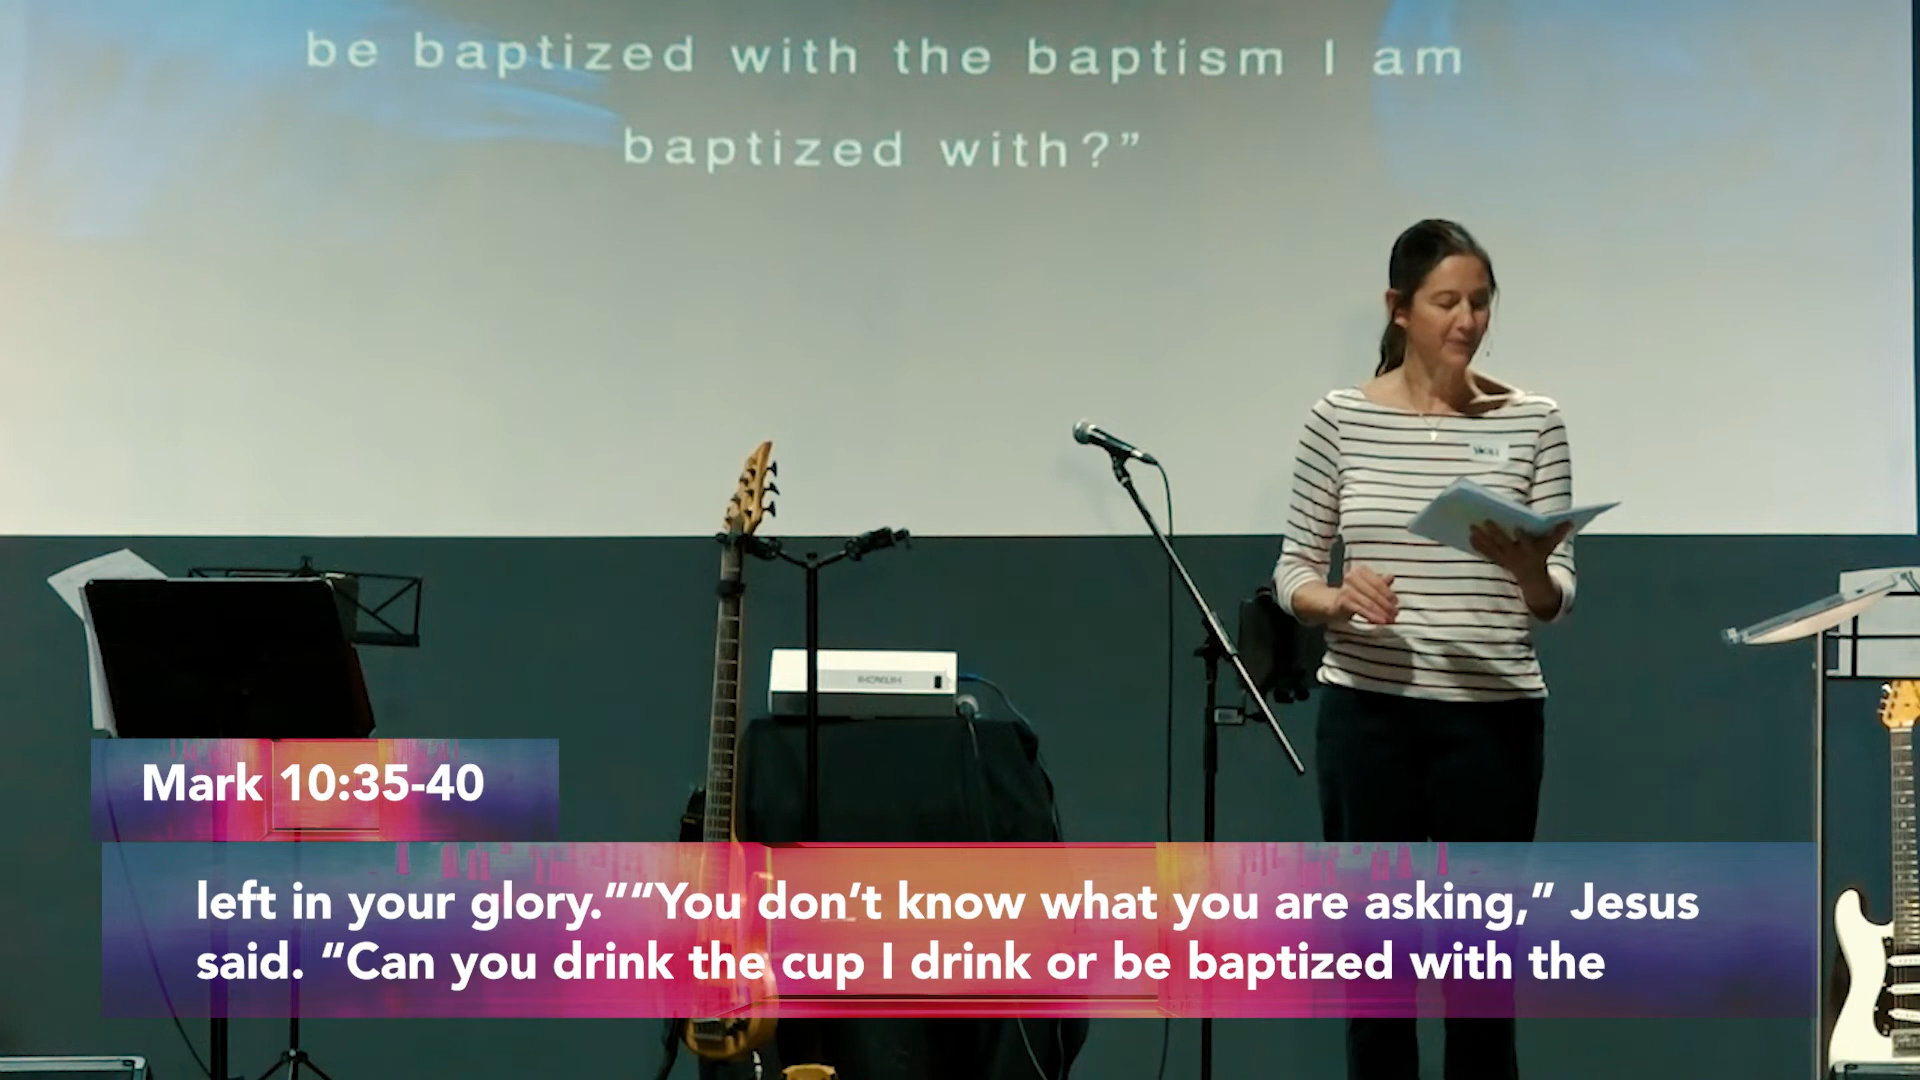 be baptized with the baptism I am
baptized with?”
HITACHI
Mark 10:35-40
left in your glory.”“You don’t know what you are asking,” Jesus
said. “Can you drink the cup I drink or be baptized with the